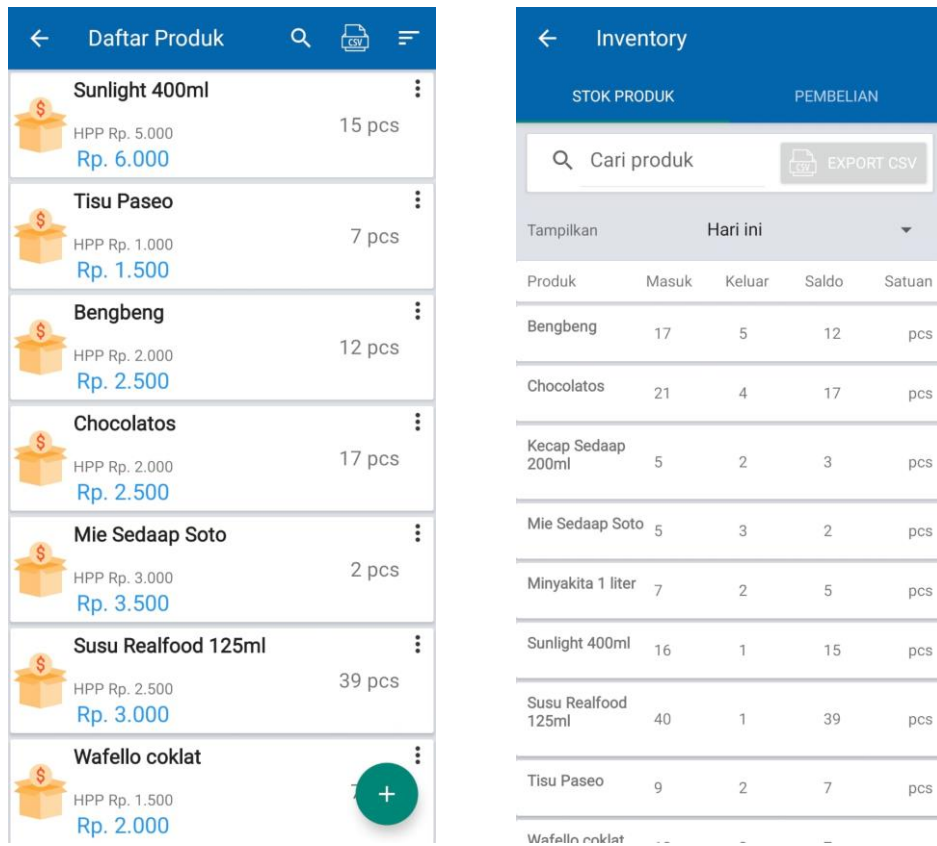 Daftar Produk
CSV
Sunlight 400ml
HPP Rp. 5.000
15 pcs
Rp. 6.000
Tisu Paseo
HPP Rp. 1.000
7 pcs
Rp. 1.500
Bengbeng
HPP Rp. 2.000
12 pcs
Rp. 2.500
Chocolatos
HPP Rp. 2.000
17 pcs
Rp. 2.500
Mie Sedaap Soto
HPP Rp. 3.000
2 pcs
Rp. 3.500
Susu Realfood 125ml
HPP Rp. 2.500
39 pcs
Rp. 3.000
Wafello coklat
HPP Rp. 1.500
Rp. 2.000
Inventory
STOK PRODUK PEMBELIAN
Cari produk CSV EXPORT CSV
Tampilkan Hari ini
Produk Masuk Keluar Saldo Satuan
Bengbeng 17 5 12 pcs
Chocolatos 21 4 17 pcs
Kecap Sedaap
200ml 5 2 3 pcs
Mie Sedaap Soto 5 3 2 pcs
Minyakita 1 liter 7 2 5 pcs
Sunlight 400ml 16 1 15 pcs
Susu Realfood
125ml 40 1 39 pcs
Tisu Paseo 9 2 7 pcs
Wafello coklat